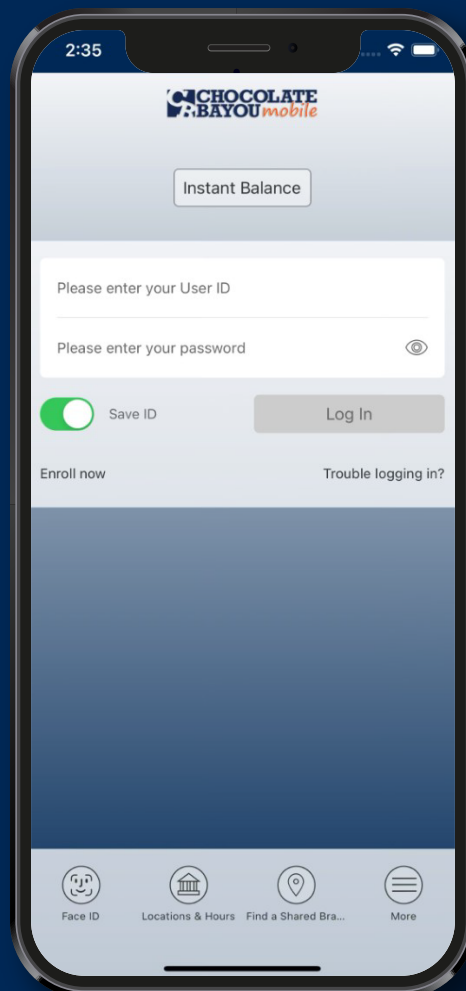 2:35
CHOCOLATE
BAYOU mobile
Instant Balance
Please enter your User ID
Please enter your password
Save ID
Log In
Enroll now
Trouble logging in?
Face ID
Locations & Hours
Find a Shared Bra...
More